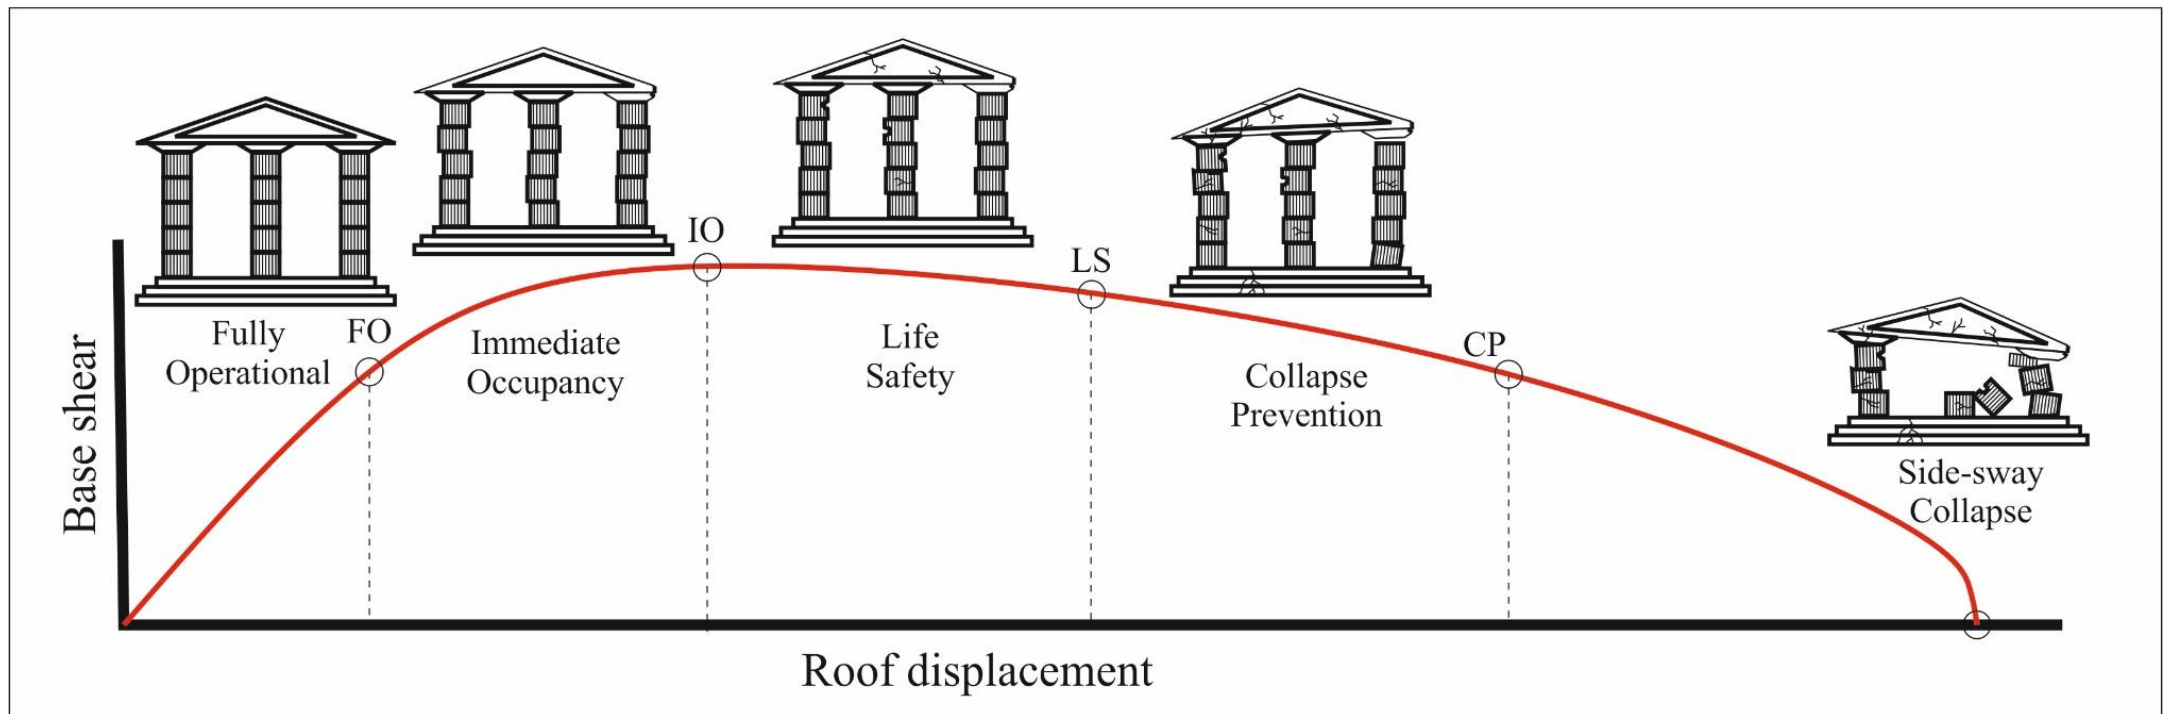 IO
LS
Fully
Operational
FO
Immediate
Occupancy
Life
Safety
CP
Collapse
Prevention
Side-sway
Collapse
Base shear
Roof displacement